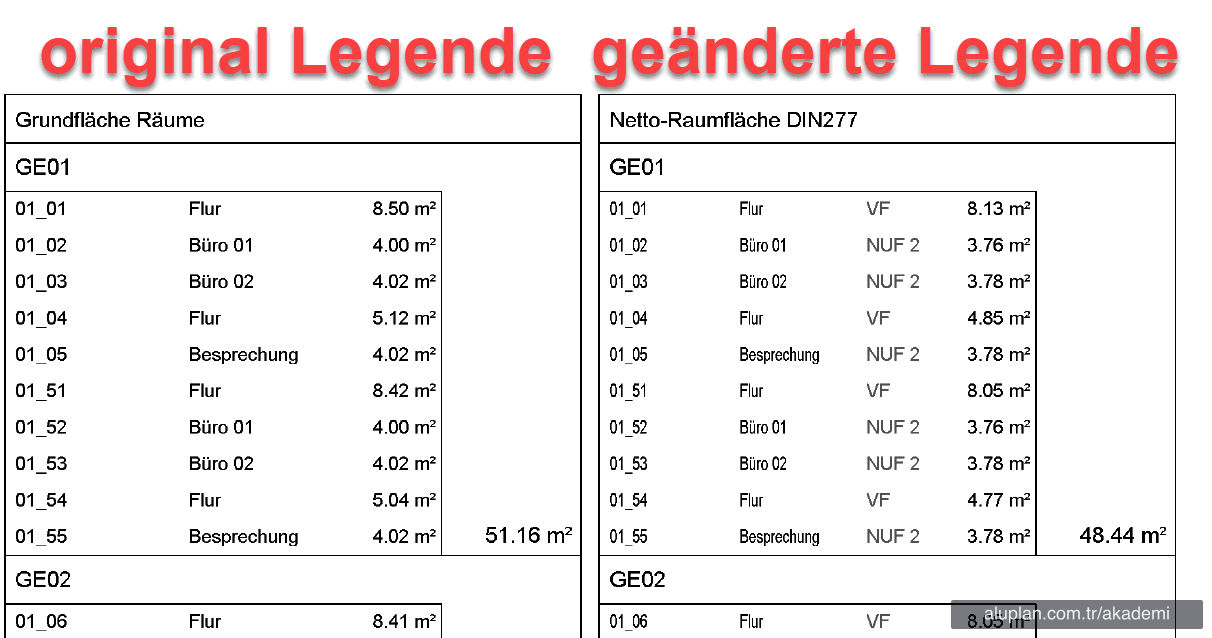 original Legende geänderte Legende
Grundfläche Räume
GE01
01_01 Flur 8.50 m²
01_02 Büro 01 4.00 m²
01_03 Büro 02 4.02 m²
01_04 Flur 5.12 m²
01_05 Besprechung 4.02 m²
01_51 Flur 8.42 m²
01_52 Büro 01 4.00 m²
01_53 Büro 02 4.02 m²
01_54 Flur 5.04 m²
01_55 Besprechung 4.02 m² 51.16 m²
GE02
01_06 Flur 8.41 m²
Netto-Raumfläche DIN277
GE01
01_01 Flur VF 8.13 m²
01_02 Büro 01 NUF 2 3.76 m²
01_03 Büro 02 NUF 2 3.78 m²
01_04 Flur VF 4.85 m²
01_05 Besprechung NUF 2 3.78 m²
01_51 Flur VF 8.05 m²
01_52 Büro 01 NUF 2 3.76 m²
01_53 Büro 02 NUF 2 3.78 m²
01_54 Flur VF 4.77 m²
01_55 Besprechung NUF 2 3.78 m² 48.44 m²
GE02
01_06 Flur VF 8.05 m²
aluplan.com.tr/akademi